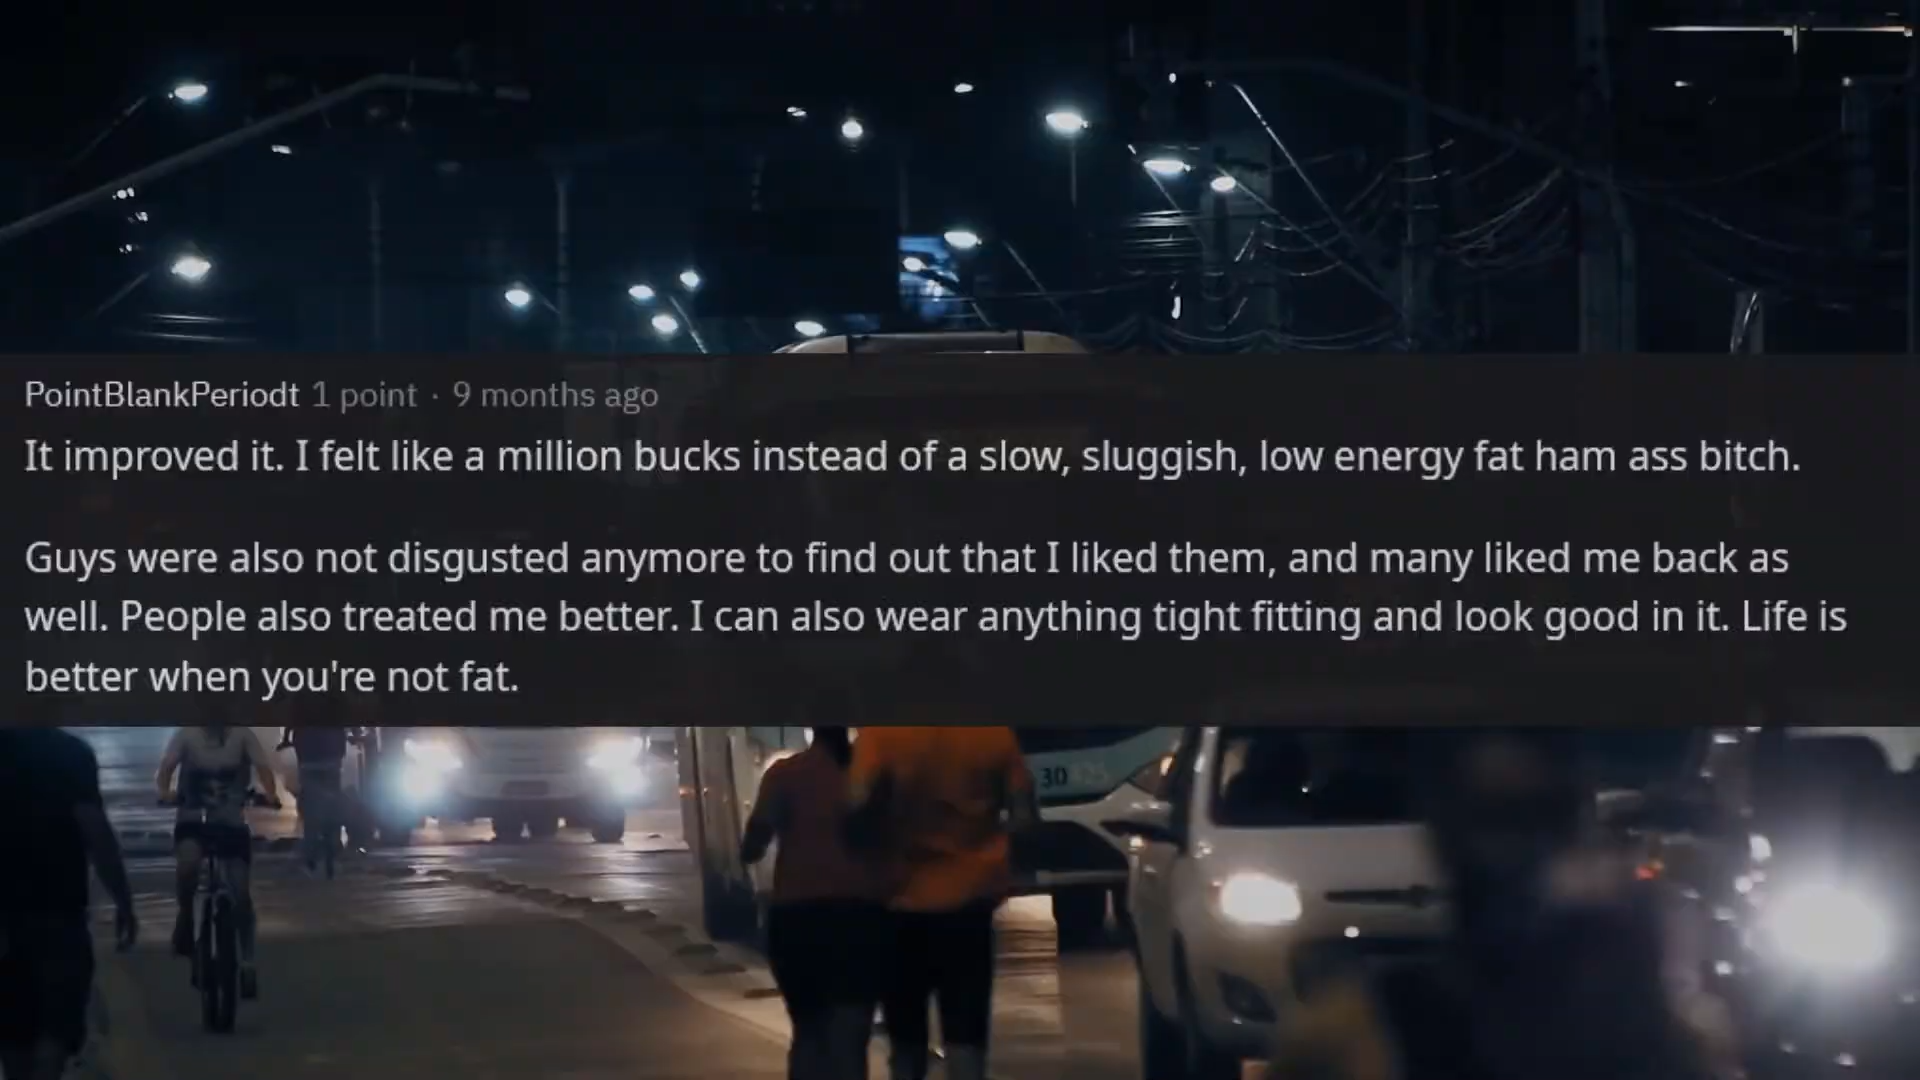 PointBlankPeriodt 1 point · 9 months ago
It improved it. I felt like a million bucks instead of a slow, sluggish, low energy fat ham ass bitch.
Guys were also not disgusted anymore to find out that I liked them, and many liked me back as
well. People also treated me better. I can also wear anything tight fitting and look good in it. Life is
better when you're not fat.